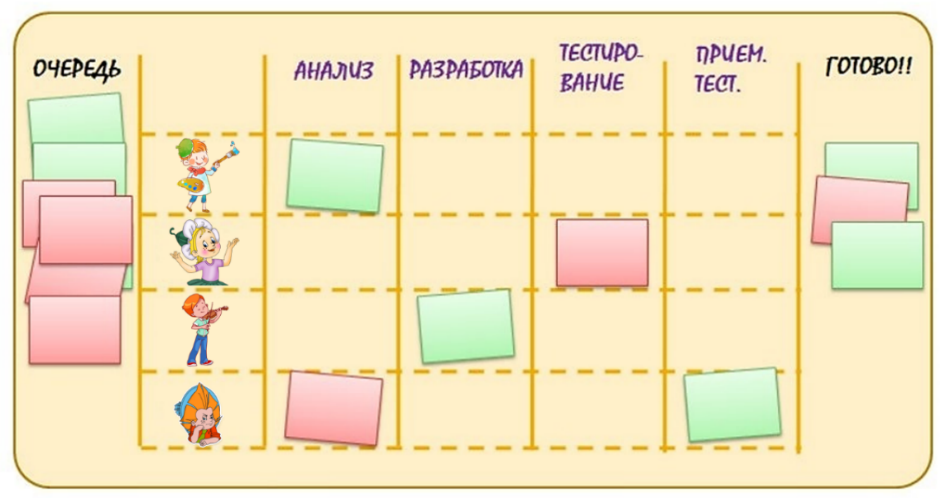 ОЧЕРЕДЬ
АНАЛИЗ
РАЗРАБОТКА
ТЕСТИРО-
ВАНИЕ
ПРИЕМ.
ТЕСТ.
ГОТОВО!!